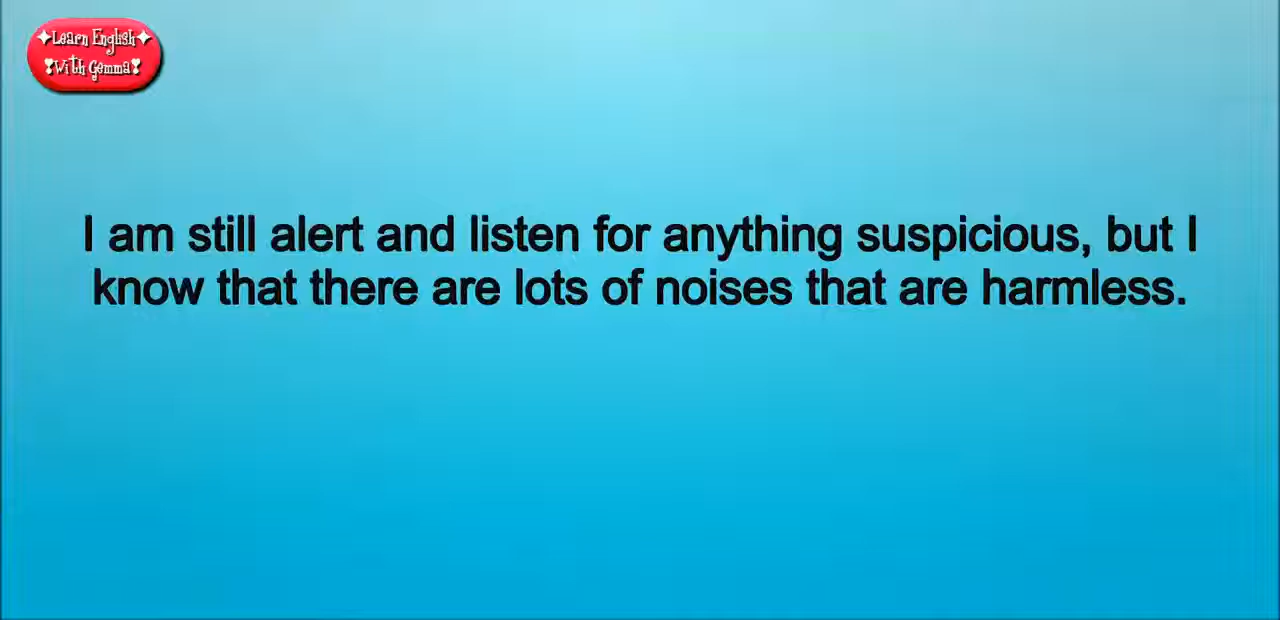 ✦Learn English✦
❣With Gemma❣
I am still alert and listen for anything suspicious, but I
know that there are lots of noises that are harmless.